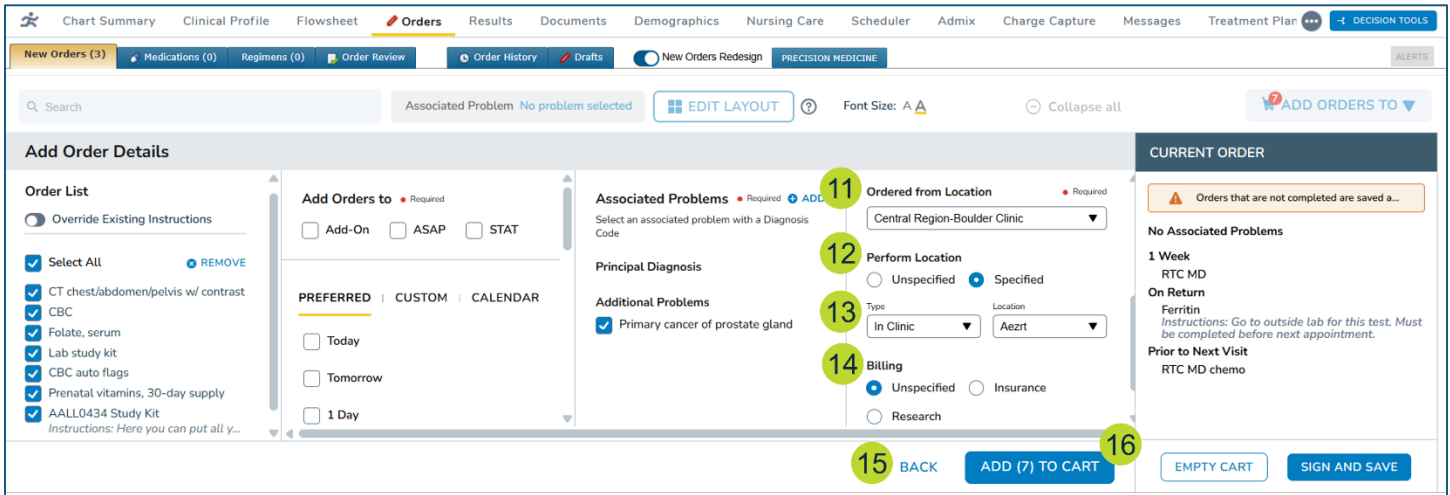 Chart Summary Clinical Profile Flowsheet Orders Results Documents Demographics Nursing Care Scheduler Admix Charge Capture Messages Treatment Plan DECISION TOOLS
New Orders (3) Medications (0) Regimens (0) Order Review Order History Drafts New Orders Redesign PRECISION MEDICINE ALERTS
Search Associated Problem No problem selected EDIT LAYOUT ? Font Size: A A Collapse all 7 ADD ORDERS TO
Add Order Details
Order List
Override Existing Instructions
Select All REMOVE
CT chest/abdomen/pelvis w/ contrast
CBC
Folate, serum
Lab study kit
CBC auto flags
Prenatal vitamins, 30-day supply
AALL0434 Study Kit
Instructions: Here you can put all y...
Add Orders to • Required
Add-On ASAP STAT
PREFERRED | CUSTOM | CALENDAR
Today
Tomorrow
1 Day
Associated Problems • Required ADD
Select an associated problem with a Diagnosis
Code
Principal Diagnosis
Additional Problems
Primary cancer of prostate gland
11 Ordered from Location • Required
Central Region-Boulder Clinic
12 Perform Location
Unspecified Specified
13 Type Location
In Clinic Aezrt
14 Billing
Unspecified Insurance
Research
15 BACK ADD (7) TO CART 16
CURRENT ORDER
Orders that are not completed are saved a...
No Associated Problems
1 Week
RTC MD
On Return
Ferritin
Instructions: Go to outside lab for this test. Must
be completed before next appointment.
Prior to Next Visit
RTC MD chemo
EMPTY CART SIGN AND SAVE